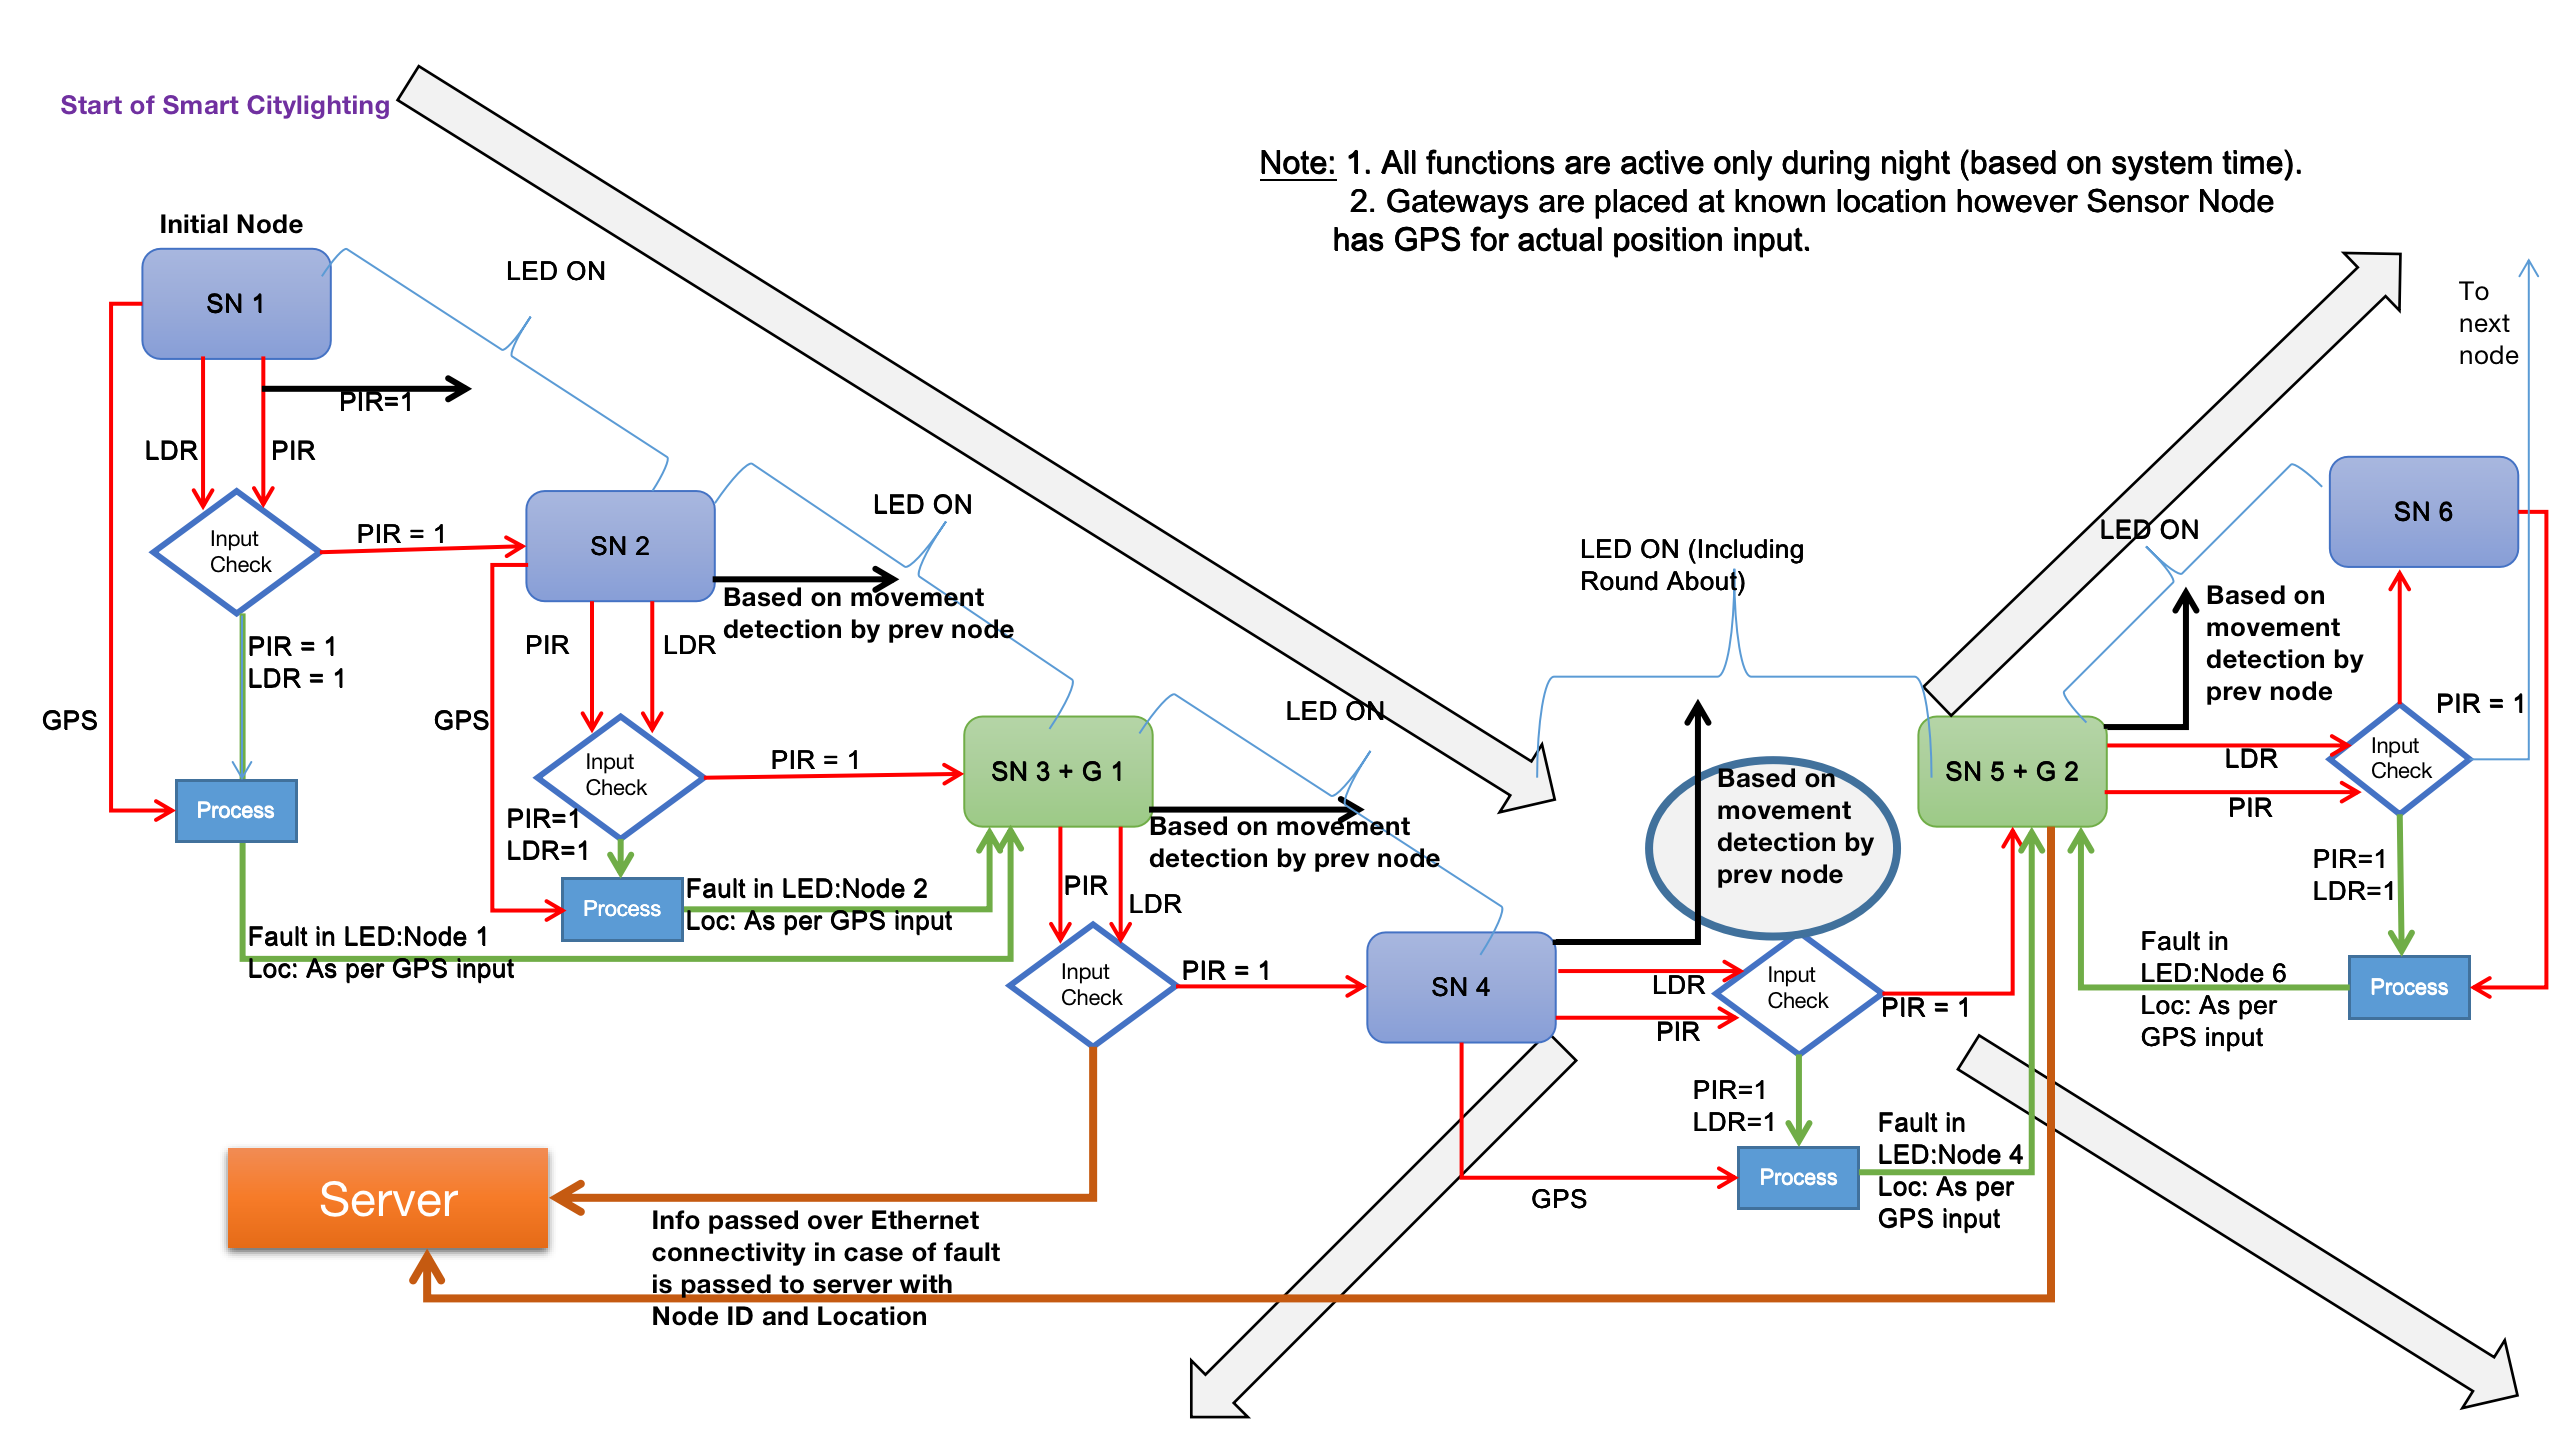 Start of Smart Citylighting
Note: 1. All functions are active only during night (based on system time).
2. Gateways are placed at known location however Sensor Node
has GPS for actual position input.
Initial Node
SN 1
LED ON
PIR=1
LDR
PIR
Input
Check
PIR = 1
PIR = 1
LDR = 1
GPS
Process
Fault in LED:Node 1
Loc: As per GPS input
SN 2
LED ON
Based on movement
detection by prev node
PIR
LDR
GPS
Input
Check
PIR = 1
PIR=1
LDR=1
Process
Fault in LED:Node 2
Loc: As per GPS input
SN 3 + G 1
LED ON
Based on movement
detection by prev node
PIR
LDR
Input
Check
PIR = 1
SN 4
LED ON (Including
Round About)
Based on
movement
detection by
prev node
LDR
PIR
Input
Check
PIR = 1
PIR=1
LDR=1
GPS
Process
Fault in
LED:Node 4
Loc: As per
GPS input
SN 5 + G 2
LED ON
Based on
movement
detection by
prev node
LDR
PIR
Input
Check
PIR = 1
To
next
node
SN 6
PIR=1
LDR=1
Process
Fault in
LED:Node 6
Loc: As per
GPS input
Server
Info passed over Ethernet
connectivity in case of fault
is passed to server with
Node ID and Location